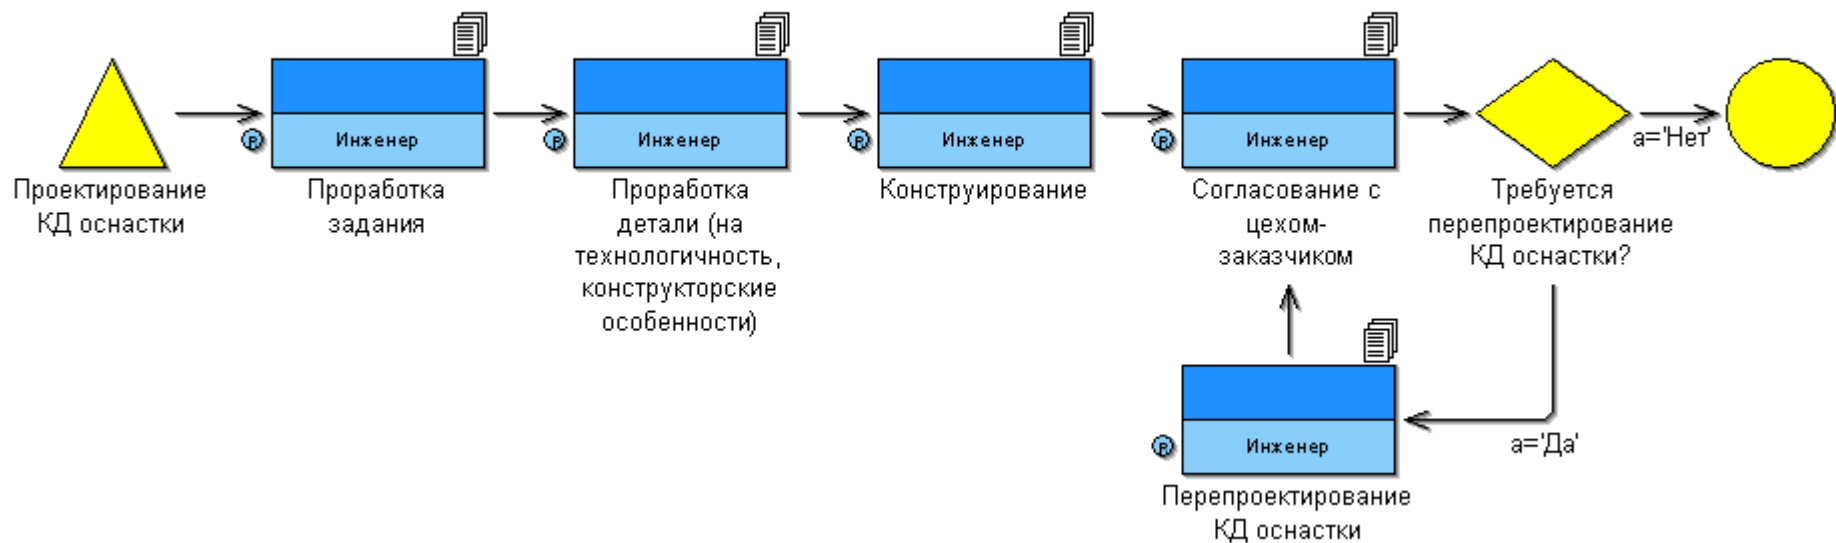 Инженер
Инженер
Инженер
Инженер
a='Нет'
Проектирование
КД оснастки
Проработка
задания
Проработка
детали (на
технологичность,
конструкторские
особенности)
Конструирование
Согласование с
цехом-
заказчиком
Требуется
перепроектирование
КД оснастки?
Инженер
a='Да'
Перепроектирование
КД оснастки